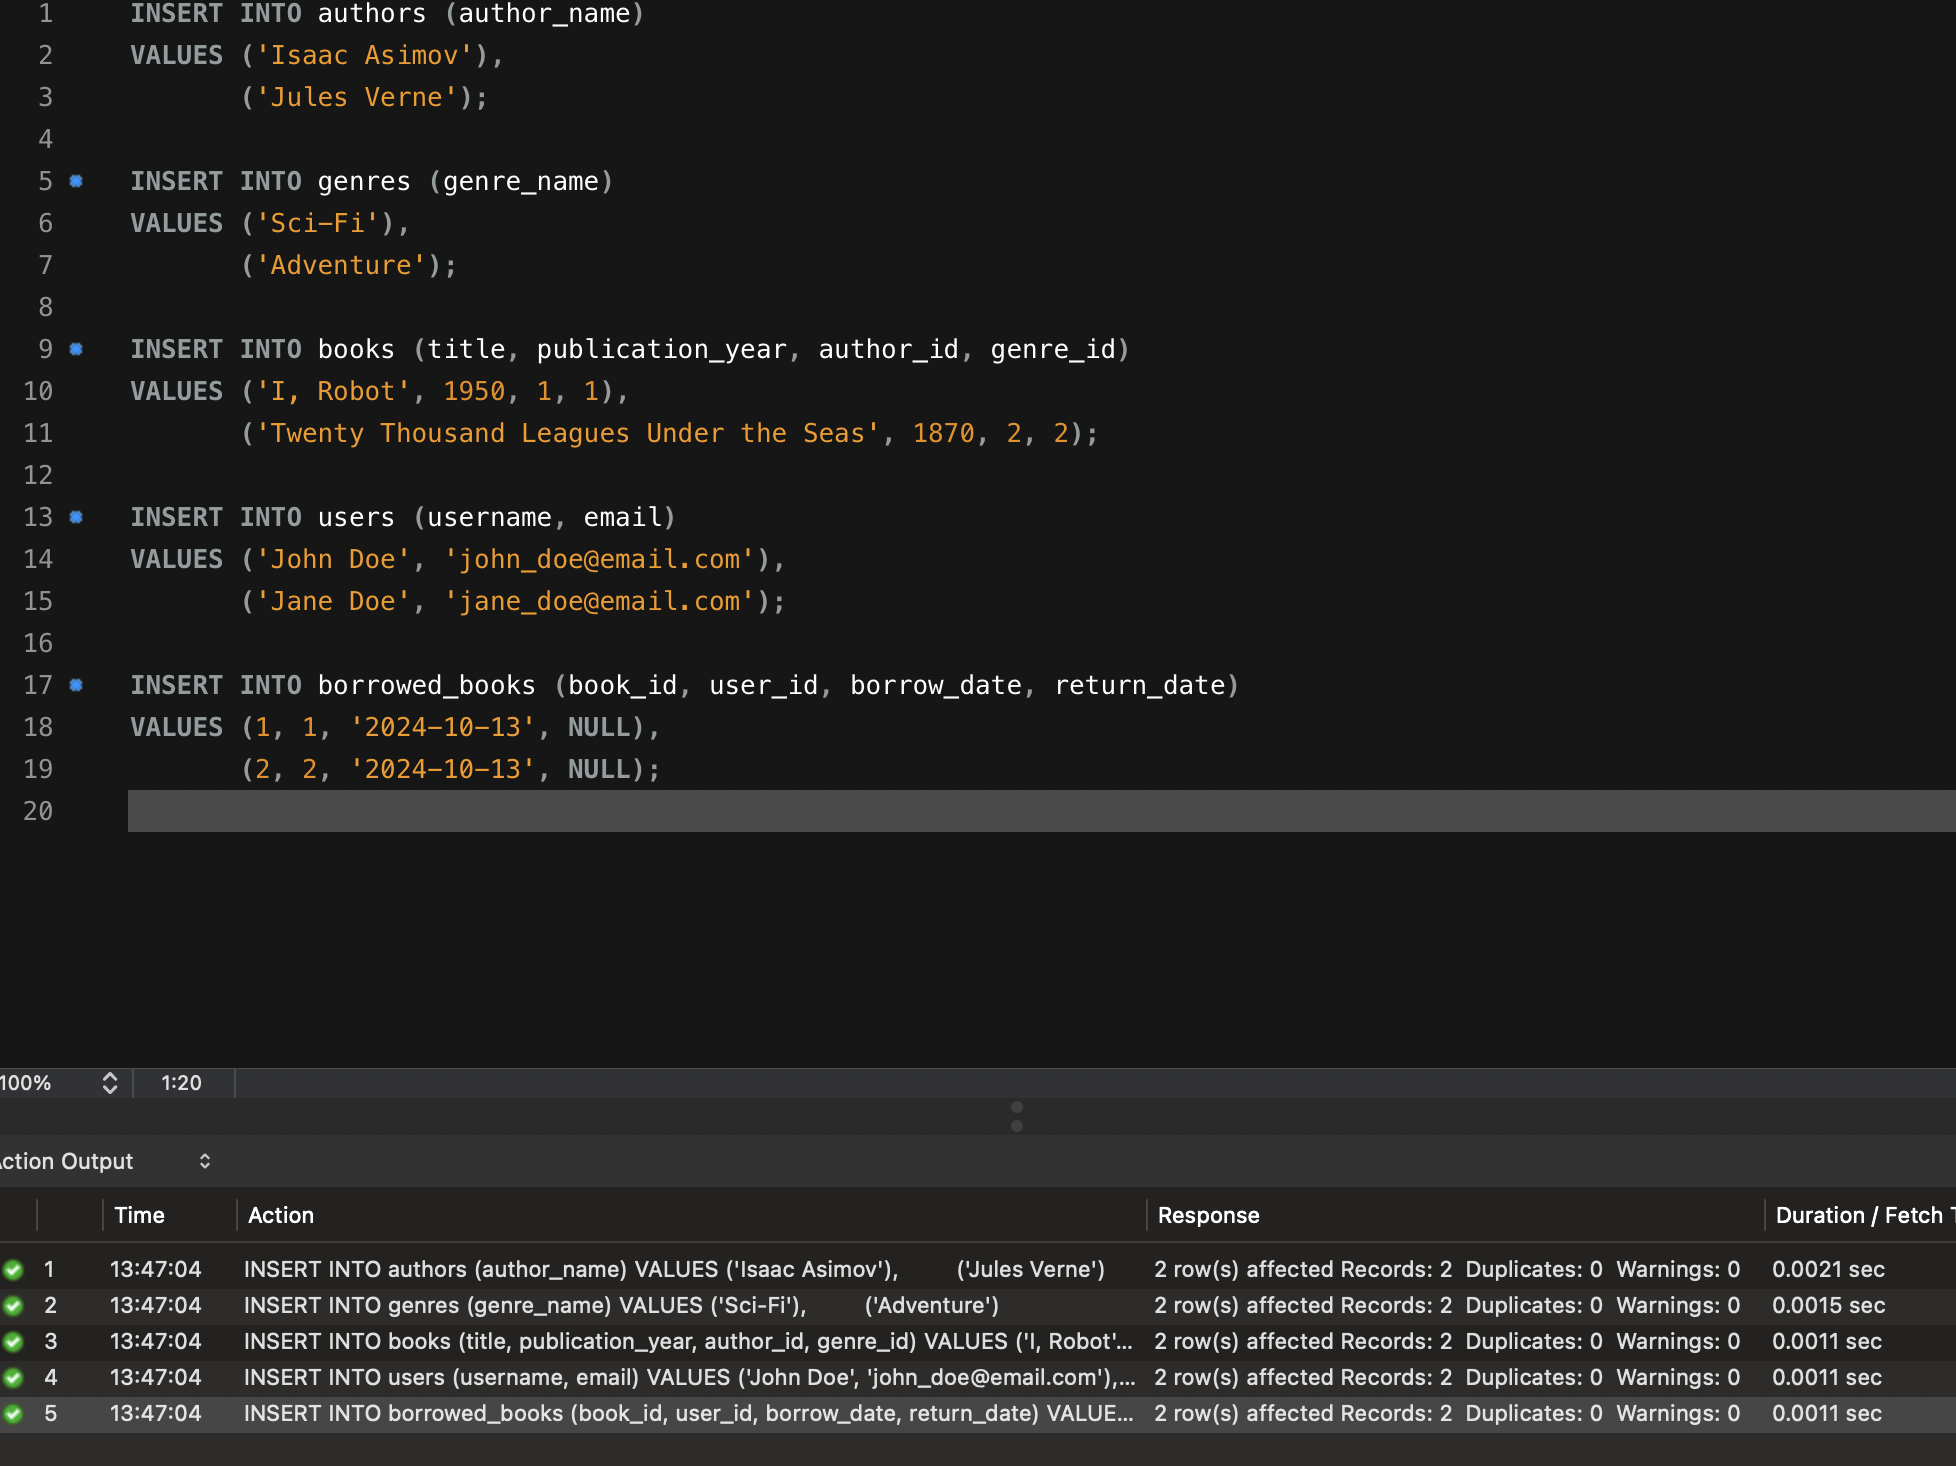 1 INSERT INTO authors (author_name)
2 VALUES ('Isaac Asimov'),
3 ('Jules Verne');
4
5 INSERT INTO genres (genre_name)
6 VALUES ('Sci-Fi'),
7 ('Adventure');
8
9 INSERT INTO books (title, publication_year, author_id, genre_id)
10 VALUES ('I, Robot', 1950, 1, 1),
11 ('Twenty Thousand Leagues Under the Seas', 1870, 2, 2);
12
13 INSERT INTO users (username, email)
14 VALUES ('John Doe', 'john_doe@email.com'),
15 ('Jane Doe', 'jane_doe@email.com');
16
17 INSERT INTO borrowed_books (book_id, user_id, borrow_date, return_date)
18 VALUES (1, 1, '2024-10-13', NULL),
19 (2, 2, '2024-10-13', NULL);
20
100% 1:20
ction Output
Time Action Response Duration / Fetch T
1 13:47:04 INSERT INTO authors (author_name) VALUES ('Isaac Asimov'), ('Jules Verne') 2 row(s) affected Records: 2 Duplicates: 0 Warnings: 0 0.0021 sec
2 13:47:04 INSERT INTO genres (genre_name) VALUES ('Sci-Fi'), ('Adventure') 2 row(s) affected Records: 2 Duplicates: 0 Warnings: 0 0.0015 sec
3 13:47:04 INSERT INTO books (title, publication_year, author_id, genre_id) VALUES ('I, Robot'... 2 row(s) affected Records: 2 Duplicates: 0 Warnings: 0 0.0011 sec
4 13:47:04 INSERT INTO users (username, email) VALUES ('John Doe', 'john_doe@email.com'),... 2 row(s) affected Records: 2 Duplicates: 0 Warnings: 0 0.0011 sec
5 13:47:04 INSERT INTO borrowed_books (book_id, user_id, borrow_date, return_date) VALUE... 2 row(s) affected Records: 2 Duplicates: 0 Warnings: 0 0.0011 sec